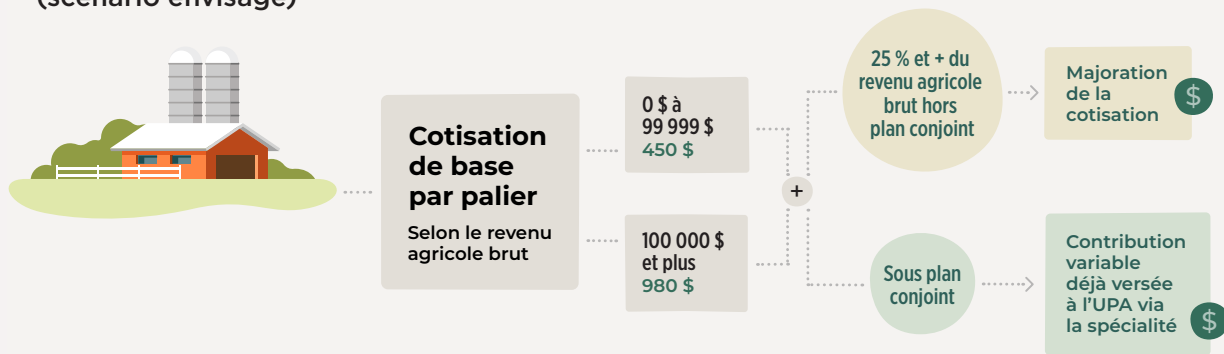 (scénario envisagé)
Cotisation
de base
par palier
Selon le revenu
agricole brut
0 $ à
99 999 $
450 $
100 000 $
et plus
980 $
+
25 % et + du
revenu agricole
brut hors
plan conjoint
Majoration
de la
cotisation
$
Sous plan
conjoint
Contribution
variable
déjà versée
à l’UPA via
la spécialité
$